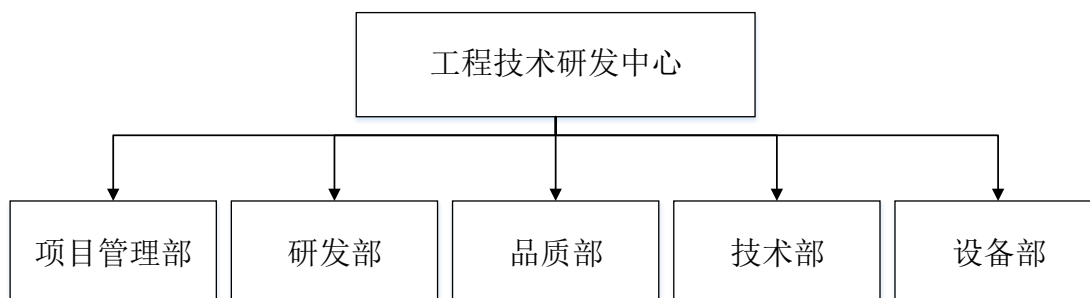 工程技术研发中心
项目管理部
研发部
品质部
技术部
设备部